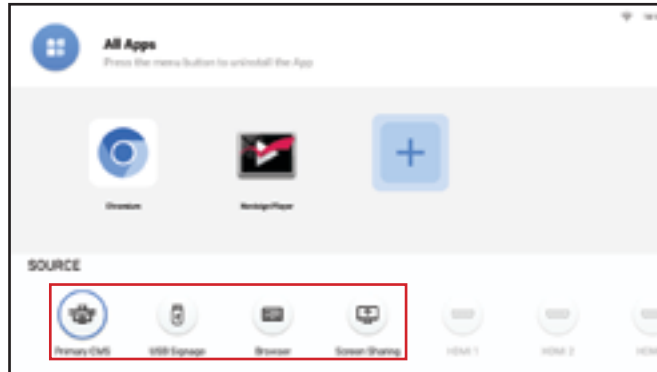 All Apps
Press the menu button to uninstall the App
Chromium
SOURCE
Primary CMS USB Signage Browser Screen Sharing HDMI 1 HDMI 2